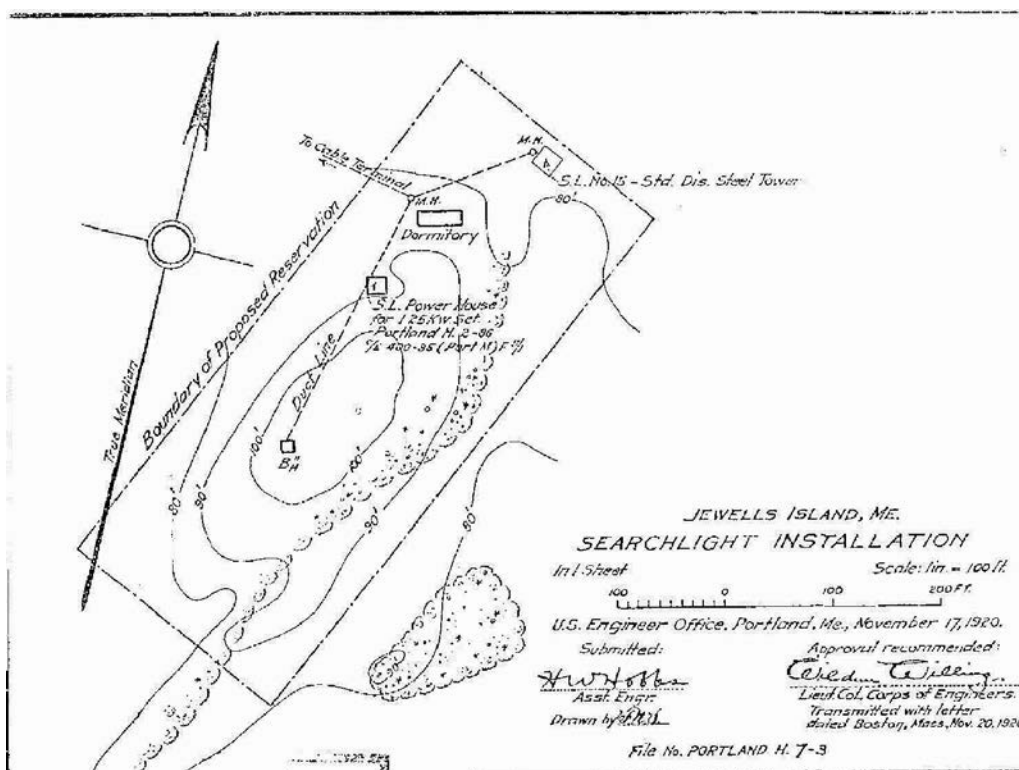 To Cable Terminal
M.H.
S.L. No. 15 - Std. Dis. Steel Tower
80'
M.H.
Dormitory
S.L. Power House
for 1 25 Kw. Set.
Portland H. 2-86
Duct Line
Boundary of Proposed Reservation
True Meridian
100'
100'
80'
90'
90'
80'
JEWELLS ISLAND, ME.
SEARCHLIGHT INSTALLATION
In 1 Sheet
Scale: 1in. = 100 ft.
100 0 100 200 FT.
U.S. Engineer Office, Portland, Me., November 17, 1920.
Submitted:
Approval recommended:
H W Hobbs
Asst. Engr.
Lieut. Col. Corps of Engineers.
Drawn by
Transmitted with letter
dated Boston, Mass, Nov. 20, 1920
File No. PORTLAND H. 7-3